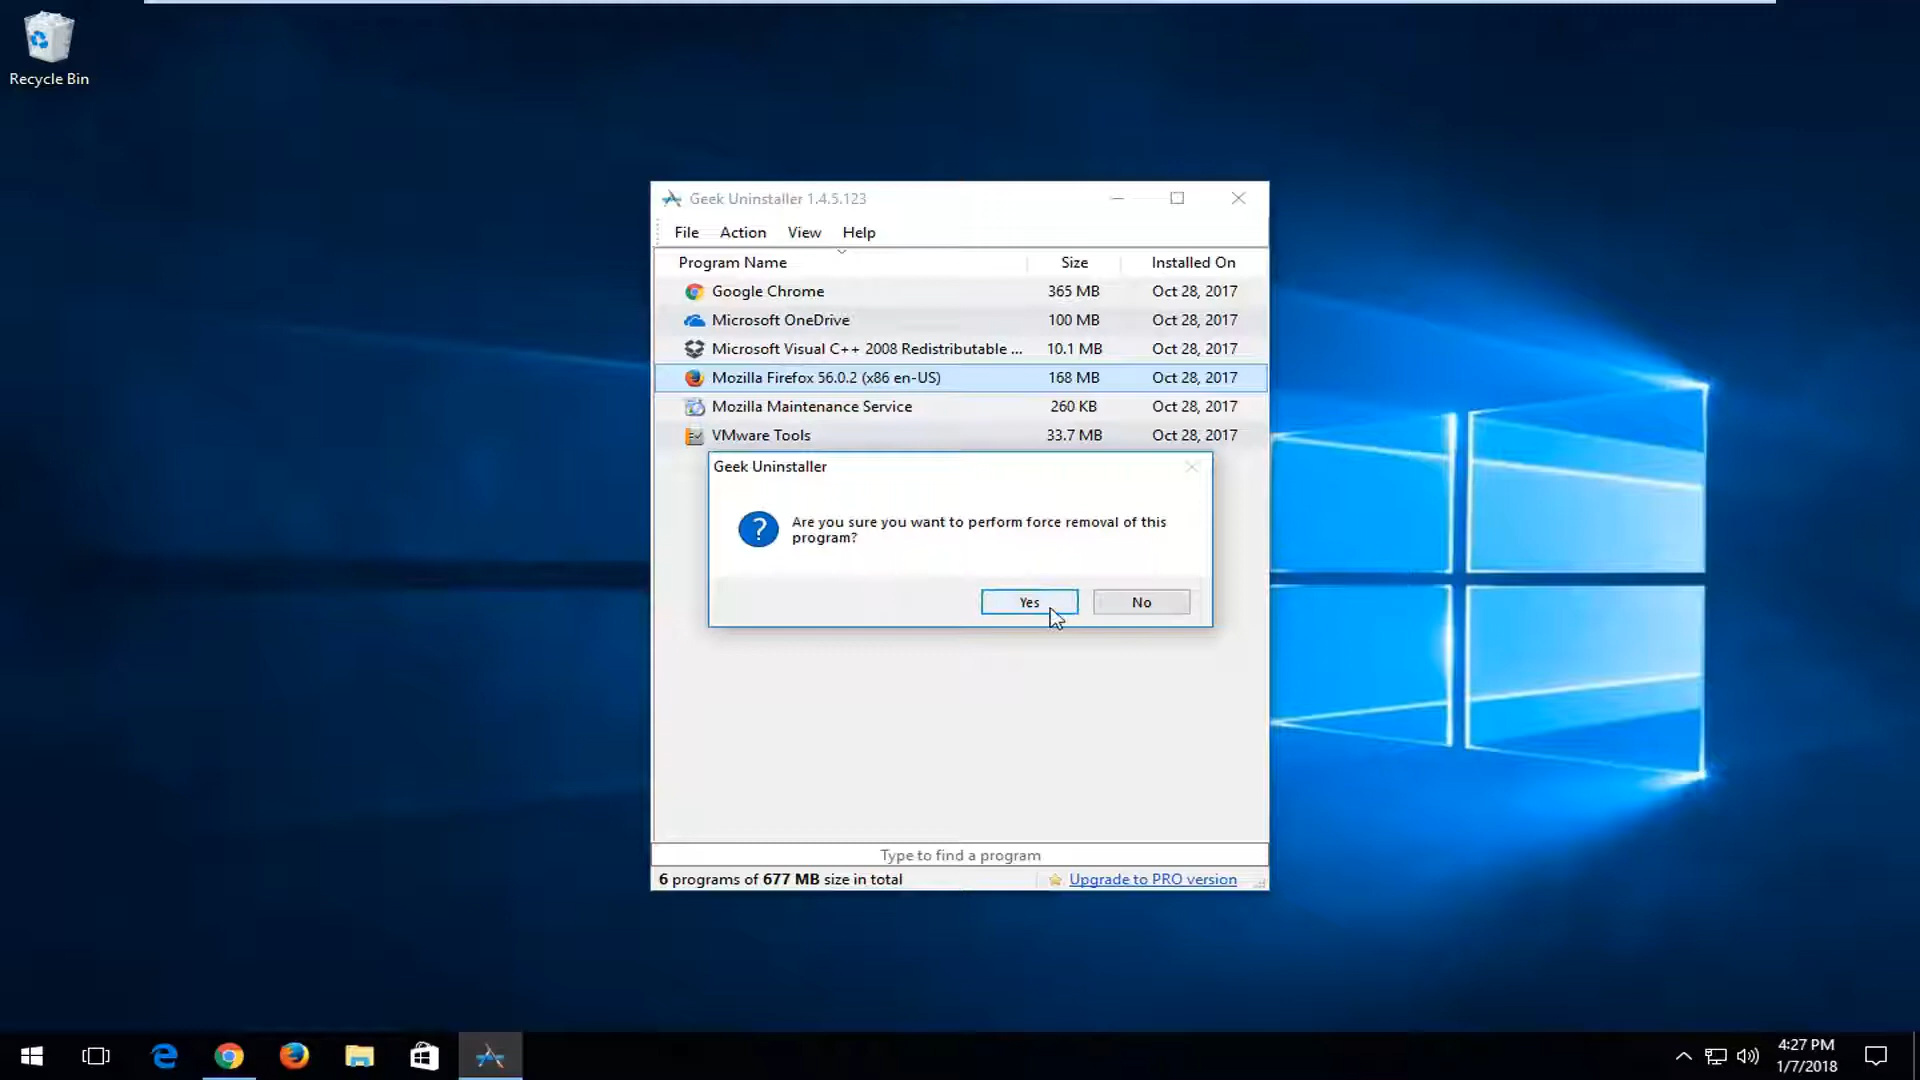 Recycle Bin
Geek Uninstaller 1.4.5.123
File Action View Help
Program Name Size Installed On
Google Chrome 365 MB Oct 28, 2017
Microsoft OneDrive 100 MB Oct 28, 2017
Microsoft Visual C++ 2008 Redistributable ... 10.1 MB Oct 28, 2017
Mozilla Firefox 56.0.2 (x86 en-US) 168 MB Oct 28, 2017
Mozilla Maintenance Service 260 KB Oct 28, 2017
VMware Tools 33.7 MB Oct 28, 2017
Geek Uninstaller
Are you sure you want to perform force removal of this
program?
Yes No
Type to find a program
6 programs of 677 MB size in total Upgrade to PRO version
4:27 PM
1/7/2018